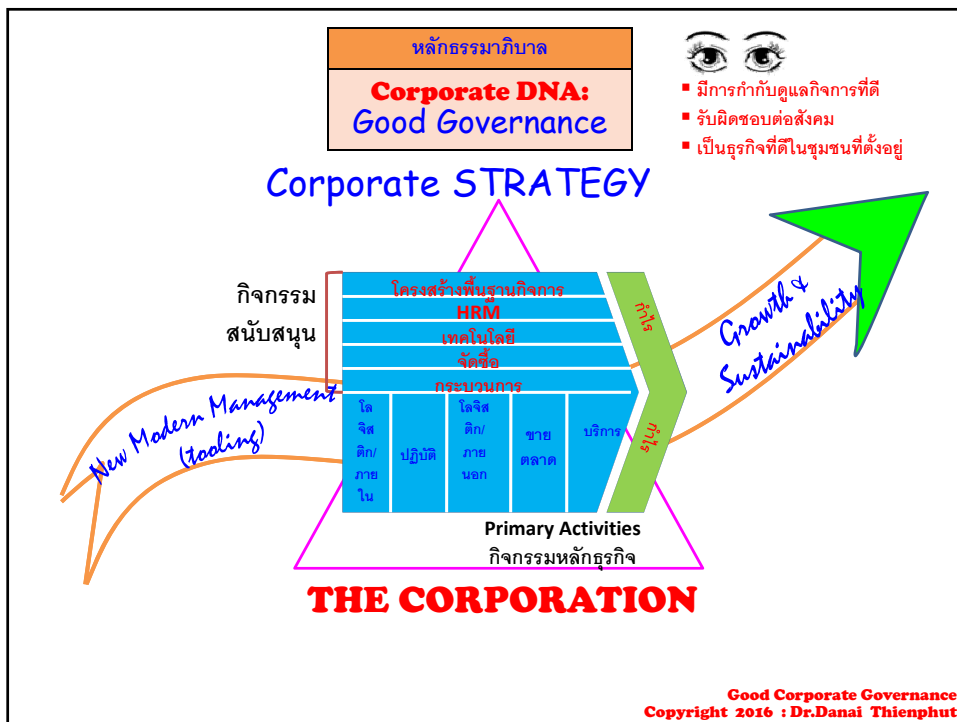 หลักธรรมาภิบาล
Corporate DNA:
Good Governance
▪ มีการกำกับดูแลกิจการที่ดี
▪ รับผิดชอบต่อสังคม
▪ เป็นธุรกิจที่ดีในชุมชนที่ตั้งอยู่
Corporate STRATEGY
กิจกรรม
สนับสนุน
โครงสร้างพื้นฐานกิจการ
HRM
เทคโนโลยี
จัดซื้อ
กระบวนการ
กำไร
กำไร
Growth &
Sustainability
New Modern Management
(tooling)
โล
จิส
ติก/
ภาย
ใน
ปฏิบัติ
โลจิส
ติก/
ภาย
นอก
ขาย
ตลาด
บริการ
Primary Activities
กิจกรรมหลักธุรกิจ
THE CORPORATION
Good Corporate Governance
Copyright 2016 : Dr.Danai Thienphut